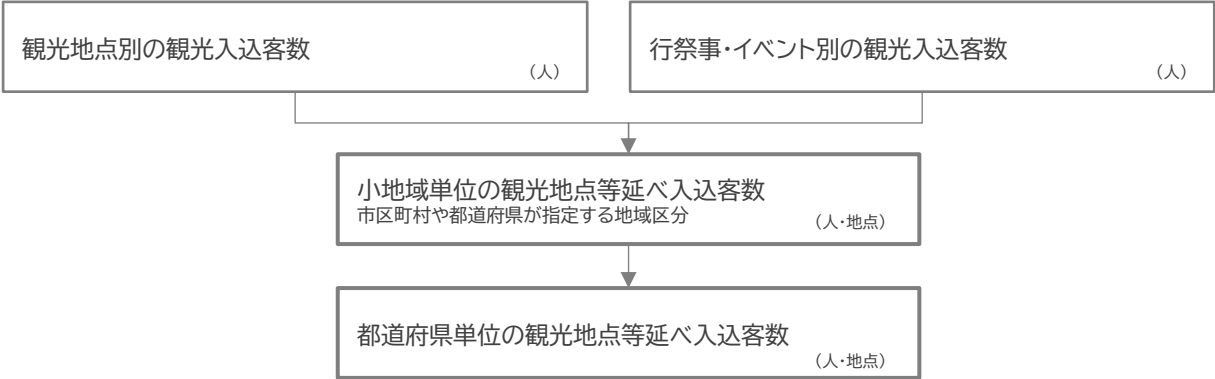 観光地点別の観光入込客数
（人）
行祭事・イベント別の観光入込客数
（人）
小地域単位の観光地点等延べ入込客数
市区町村や都道府県が指定する地域区分
（人・地点）
都道府県単位の観光地点等延べ入込客数
（人・地点）